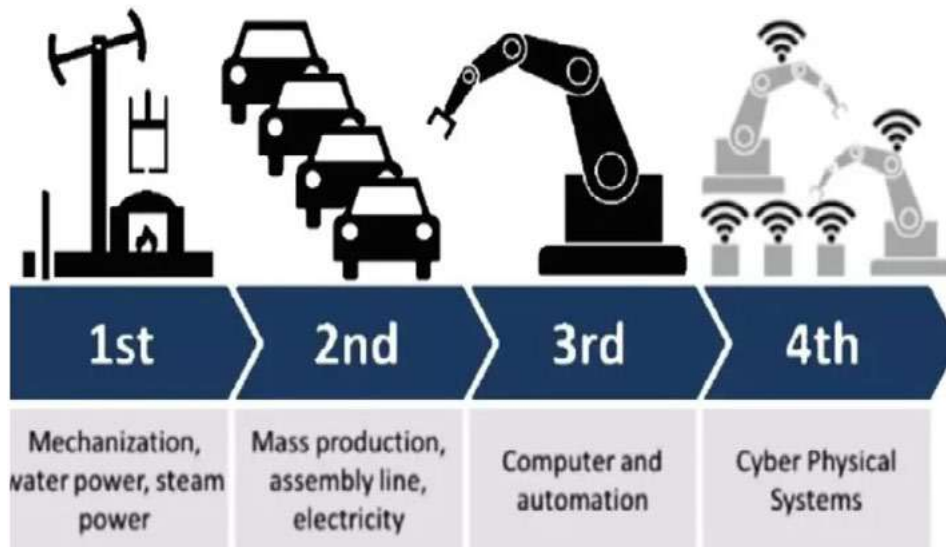 1st
2nd
3rd
4th
Mechanization,
water power, steam
power
Mass production,
assembly line,
electricity
Computer and
automation
Cyber Physical
Systems